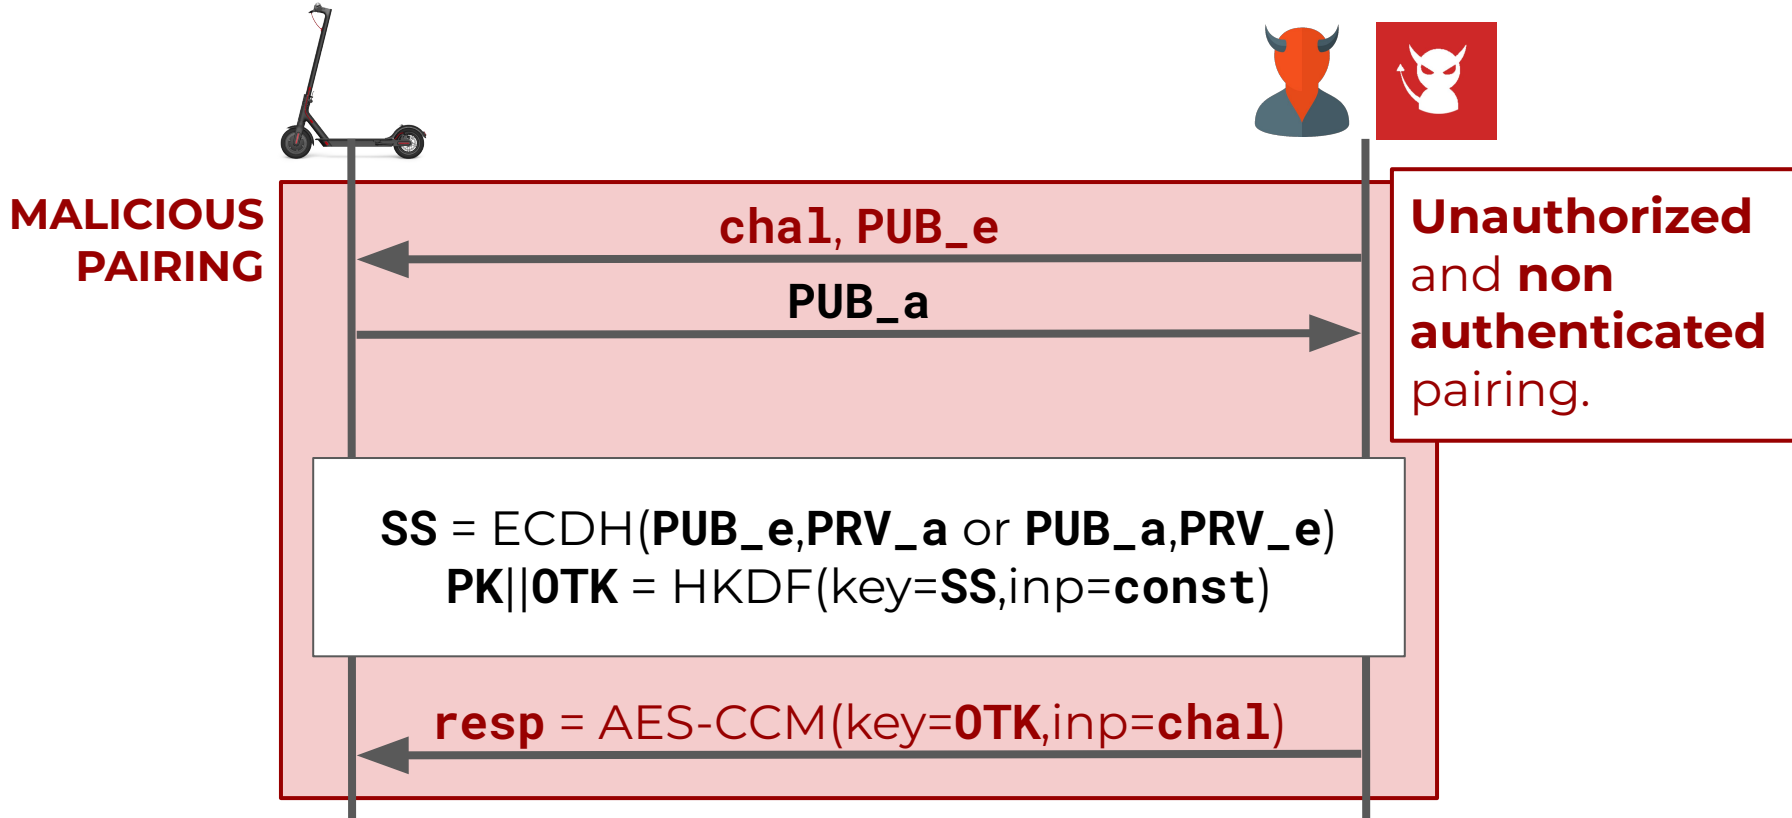 MALICIOUS
PAIRING
chal, PUB_e
PUB_a
Unauthorized
and non
authenticated
pairing.
SS = ECDH(PUB_e,PRV_a or PUB_a,PRV_e)
PK||OTK = HKDF(key=SS,inp=const)
resp = AES-CCM(key=OTK,inp=chal)